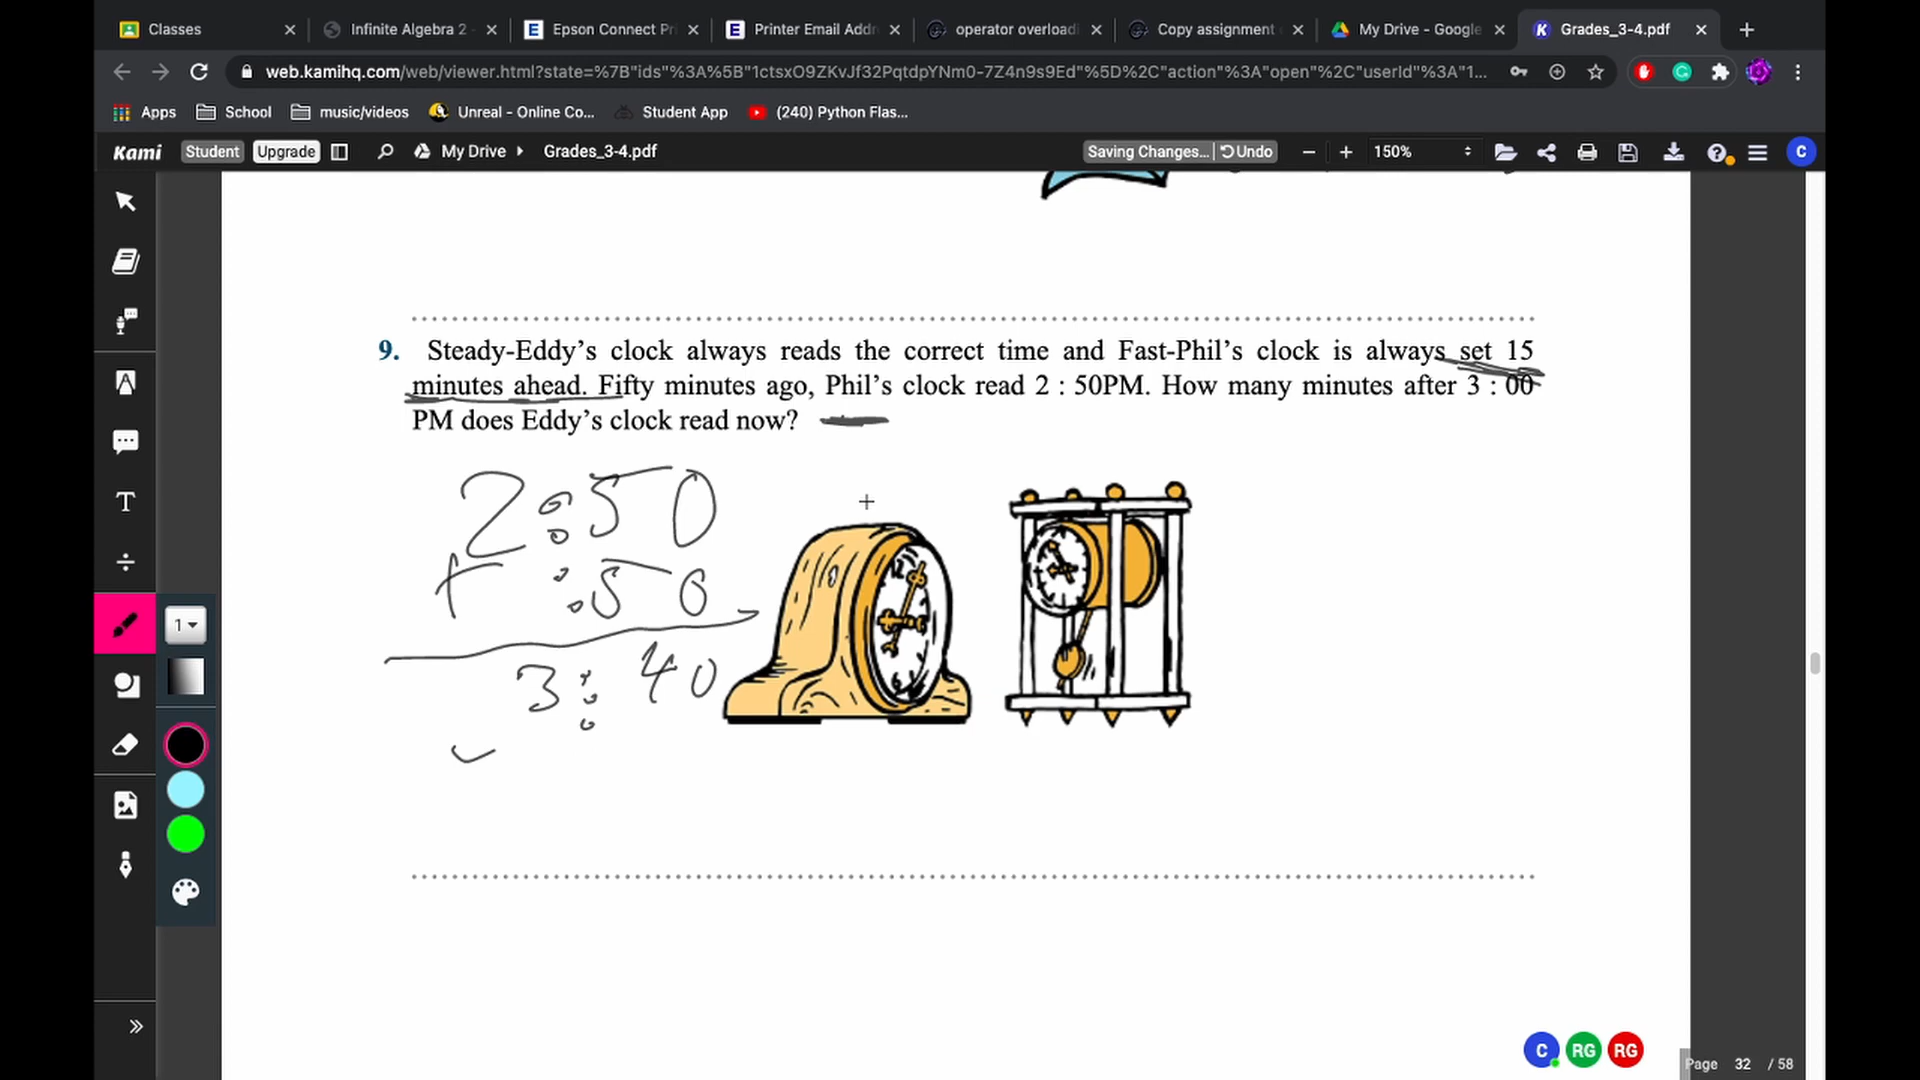 Classes
Infinite Algebra 2 -
Epson Connect Pri
Printer Email Addr
operator overloadi
Copy assignment
My Drive - Google
Grades_3-4.pdf
web.kamihq.com/web/viewer.html?state=%7B"ids"%3A%5B"1ctsxO9ZKvJf32PqtdpYNm0-7Z4n9s9Ed"%5D%2C"action"%3A"open"%2C"userId"%3A"1...
Apps School music/videos Unreal - Online Co... Student App (240) Python Flas...
Kami Student Upgrade My Drive Grades_3-4.pdf Saving Changes... Undo 150%
C
9. Steady-Eddy's clock always reads the correct time and Fast-Phil's clock is always set 15
minutes ahead. Fifty minutes ago, Phil's clock read 2 : 50PM. How many minutes after 3 : 00
PM does Eddy's clock read now?
2:50
+ :50
3:40
1
C RG RG
Page 32 / 58